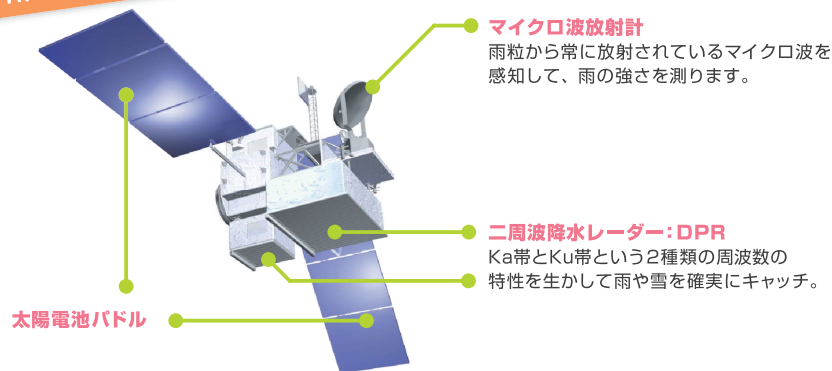 マイクロ波放射計
雨粒から常に放射されているマイクロ波を
感知して、雨の強さを測ります。
二周波降水レーダー：DPR
Ka帯とKu帯という2種類の周波数の
特性を生かして雨や雪を確実にキャッチ。
太陽電池パドル